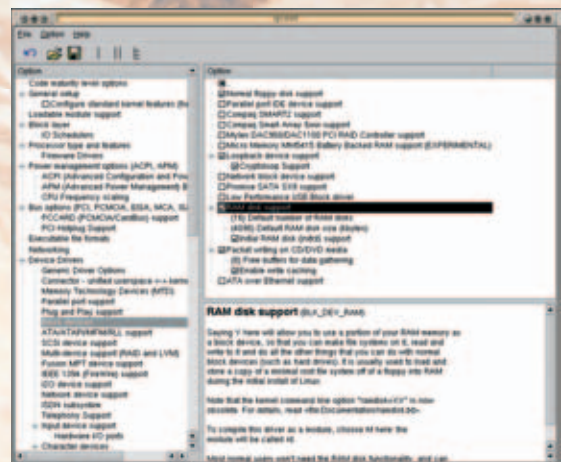 qconf
File Option Help
Option
Code maturity level options
General setup
Configure standard kernel features (fo
Loadable module support
Block layer
IO Schedulers
Processor type and features
Firmware Drivers
Power management options (ACPI, APM)
ACPI (Advanced Configuration and Pow
APM (Advanced Power Management) B
CPU Frequency scaling
Bus options (PCI, PCMCIA, EISA, MCA, IS
PCCARD (PCMCIA/CardBus) support
PCI Hotplug Support
Executable file formats
Networking
Device Drivers
Generic Driver Options
Connector - unified userspace <-> kerne
Memory Technology Devices (MTD)
Parallel port support
Plug and Play support
ATA/ATAPI/MFM/RLL support
SCSI device support
Multi-device support (RAID and LVM)
Fusion MPT device support
IEEE 1394 (FireWire) support
I2O device support
Network device support
ISDN subsystem
Telephony Support
Input device support
Hardware I/O ports
Character devices
Option
..
Normal floppy disk support
Parallel port IDE device support
Compaq SMART2 support
Compaq Smart Array 5xxx support
Mylex DAC960/DAC1100 PCI RAID Controller support
Micro Memory MM5415 Battery Backed RAM support (EXPERIMENTAL)
Loopback device support
Cryptoloop Support
Network block device support
Promise SATA SX8 support
Low Performance USB Block driver
RAM disk support
(16) Default number of RAM disks
(4096) Default RAM disk size (kbytes)
Initial RAM disk (initrd) support
Packet writing on CD/DVD media
(8) Free buffers for data gathering
Enable write caching
ATA over Ethernet support
RAM disk support (BLK_DEV_RAM)
Saying Y here will allow you to use a portion of your RAM memory as
a block device, so that you can make file systems on it, read and
write to it and do all the other things that you can do with normal
block devices (such as hard drives). It is usually used to load and
store a copy of a minimal root file system off of a floppy into RAM
during the initial install of Linux.
Note that the kernel command line option "ramdisk=XX" is now
obsolete. For details, read <file:Documentation/ramdisk.txt>.
To compile this driver as a module, choose M here: the
module will be called rd.
Most normal users won't need the RAM disk functionality, and can